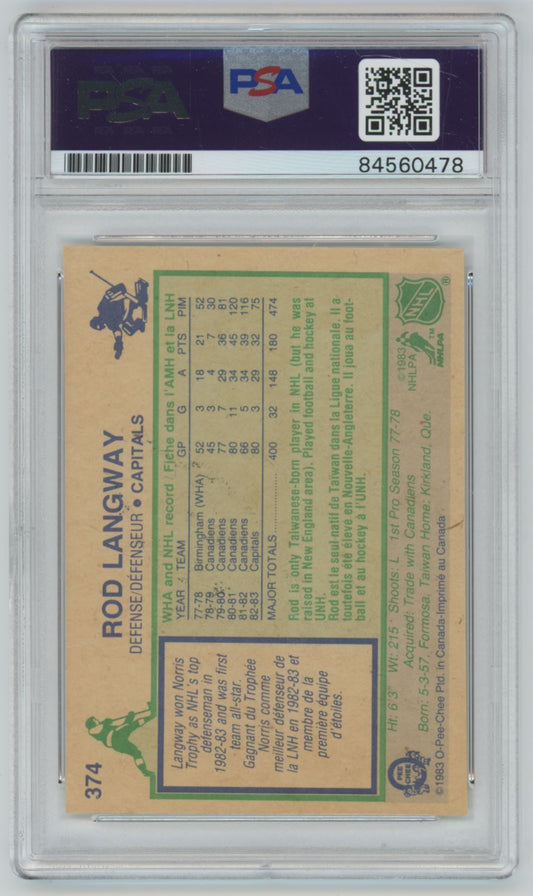 PSA
PSA
84560478
374
ROD LANGWAY
DEFENSE/DÉFENSEUR • CAPITALS
Langway won Norris
Trophy as NHL's top
defenseman in
1982-83 and was first
team all-star.
Gagnant du Trophée
Norris comme
meilleur défenseur de
la LNH en 1982-83 et
membre de la
première équipe
d'étoiles.
WHA and NHL record / Fiche dans l'AMH et la LNH
YEAR TEAM GP G A PTS PIM
77-78 Birmingham (WHA) 52 3 18 21 52
78-79 Canadiens 45 3 4 7 30
79-80 Canadiens 77 7 29 36 81
80-81 Canadiens 80 11 34 45 120
81-82 Canadiens 66 5 34 39 116
82-83 Capitals 80 3 29 32 75
MAJOR TOTALS 400 32 148 180 474
Rod is only Taiwanese-born player in NHL (but he was
raised in New England area). Played football and hockey at
UNH.
Rod est le seul natif de Taiwan dans la Ligue nationale. Il a
toutefois été élevé en Nouvelle-Angleterre. Il joua au foot-
ball et au hockey à l'UNH.
Ht: 6'3" Wt: 215 Shoots: L 1st Pro Season 77-78
Acquired: Trade with Canadiens
Born: 5-3-57, Formosa, Taiwan Home: Kirkland, Qüe.
©1983 O-Pee-Chee Ptd. in Canada-Imprimé au Canada
O PEE CHEE
©1983
NHLPA
NHLPA
TM
NHL
®